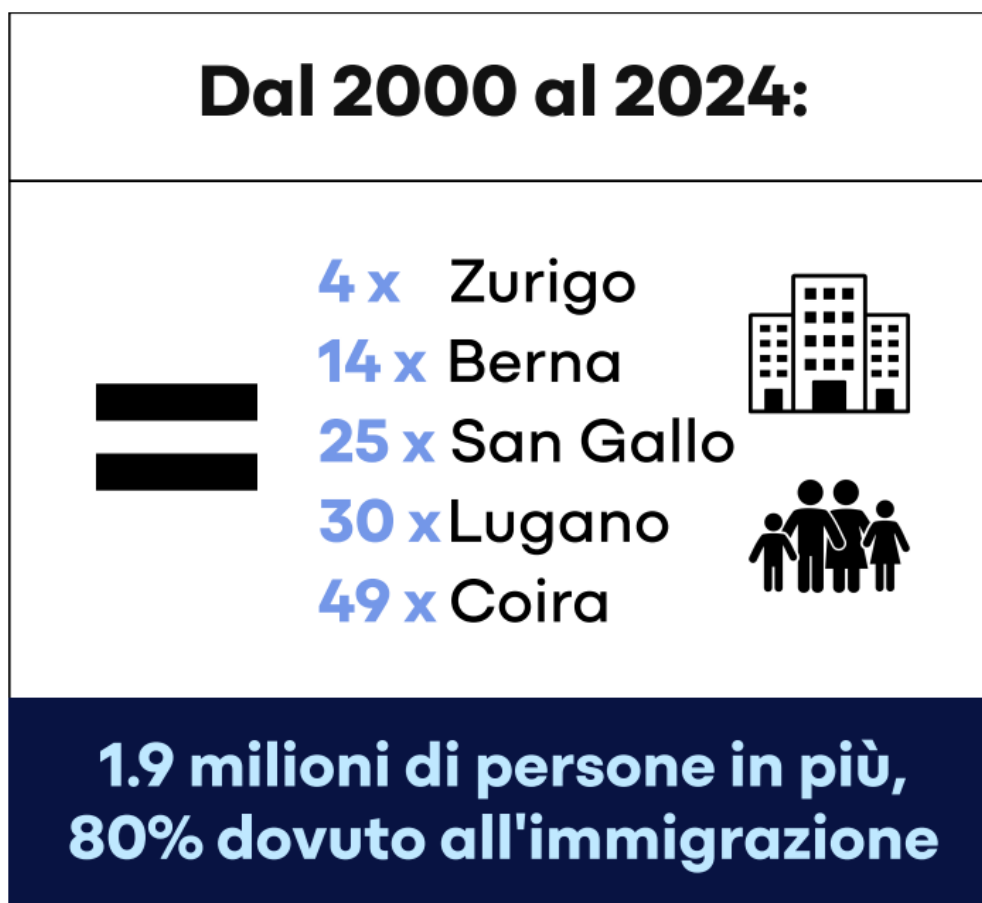 Dal 2000 al 2024:
4 x Zurigo
14 x Berna
25 x San Gallo
30 x Lugano
49 x Coira
1.9 milioni di persone in più,
80% dovuto all'immigrazione